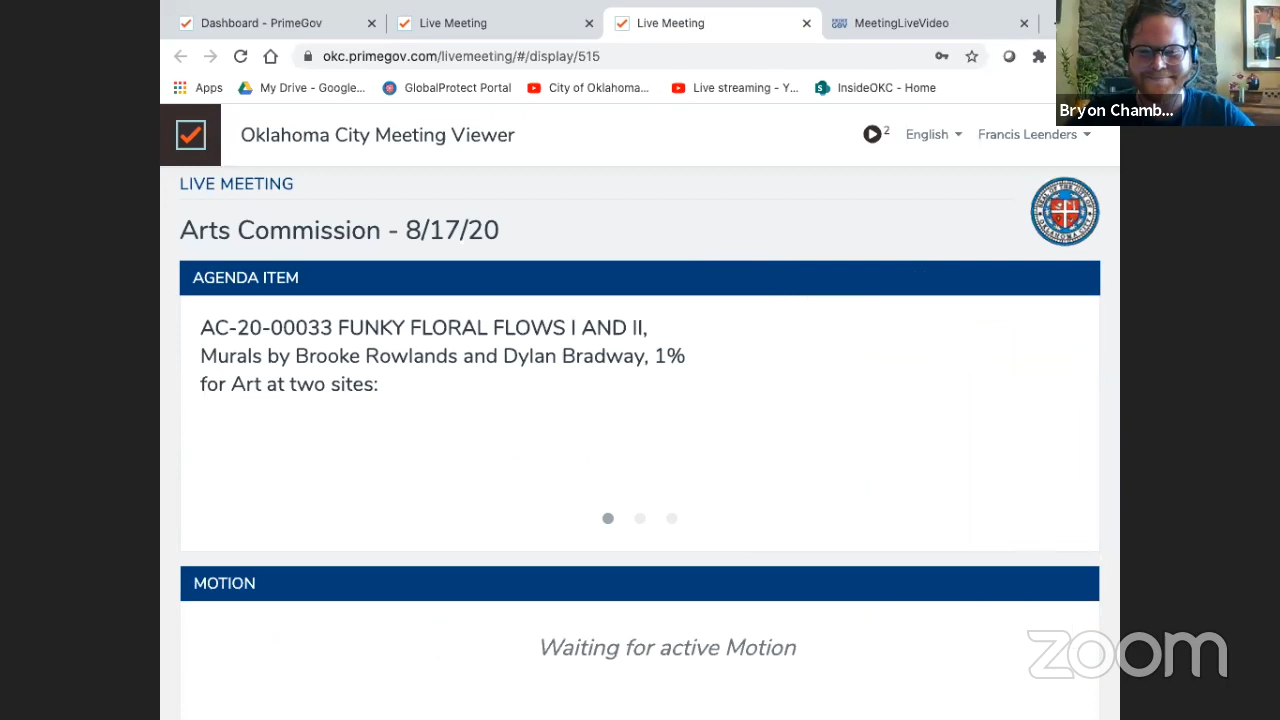 Dashboard - PrimeGov
Live Meeting
Live Meeting
MeetingLiveVideo
okc.primegov.com/livemeeting/#/display/515
Apps
My Drive - Google...
GlobalProtect Portal
City of Oklahoma...
Live streaming - Y...
InsideOKC - Home
Bryon Chamb...
Oklahoma City Meeting Viewer
2
English
Francis Leenders
LIVE MEETING
Arts Commission - 8/17/20
AGENDA ITEM
AC-20-00033 FUNKY FLORAL FLOWS I AND II,
Murals by Brooke Rowlands and Dylan Bradway, 1%
for Art at two sites:
MOTION
Waiting for active Motion
zoom